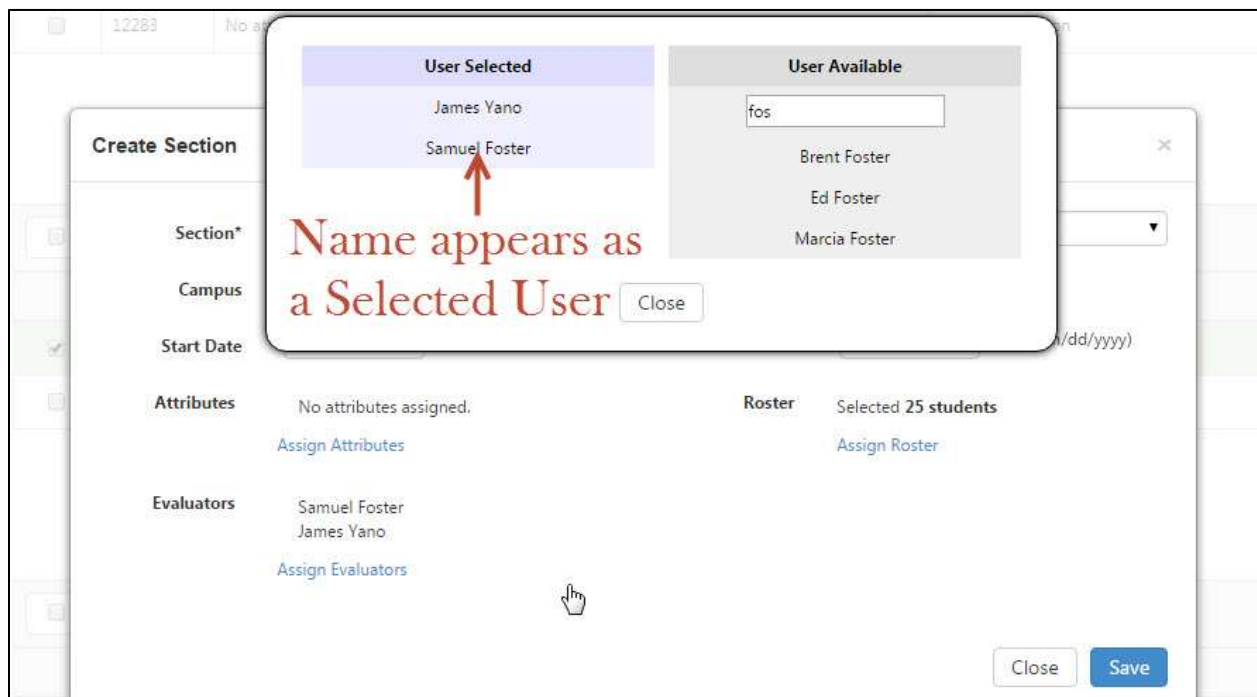 12283
User Selected
User Available
James Yano
fos
Create Section
Samuel Foster
×
Brent Foster
Ed Foster
Section*
Name appears as
Marcia Foster
Campus
a Selected User
Close
Start Date
/dd/yyyy)
Attributes
No attributes assigned.
Roster
Selected 25 students
Assign Attributes
Assign Roster
Evaluators
Samuel Foster
James Yano
Assign Evaluators
Close
Save